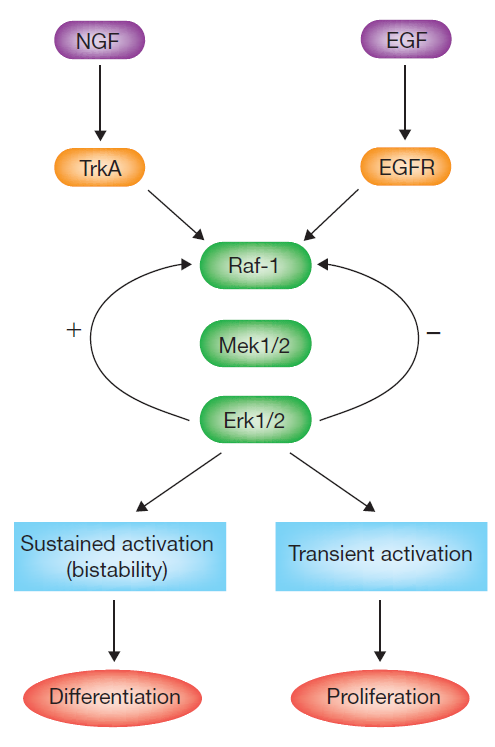 NGF
EGF
TrkA
EGFR
Raf-1
+
−
Mek1/2
Erk1/2
Sustained activation
(bistability)
Transient activation
Differentiation
Proliferation